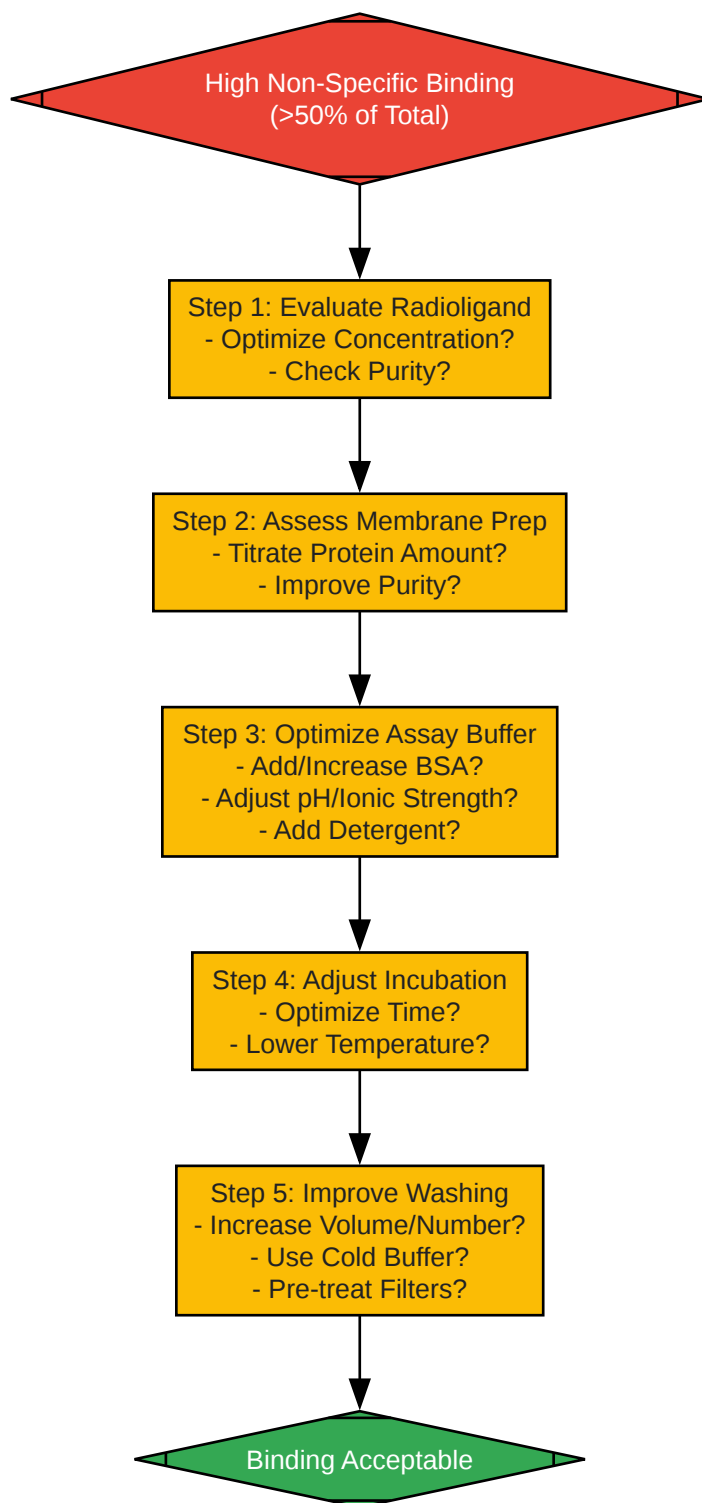 High Non-Specific Binding
(>50% of Total)
Step 1: Evaluate Radioligand
- Optimize Concentration?
- Check Purity?
Step 2: Assess Membrane Prep
- Titrate Protein Amount?
- Improve Purity?
Step 3: Optimize Assay Buffer
- Add/Increase BSA?
- Adjust pH/Ionic Strength?
- Add Detergent?
Step 4: Adjust Incubation
- Optimize Time?
- Lower Temperature?
Step 5: Improve Washing
- Increase Volume/Number?
- Use Cold Buffer?
- Pre-treat Filters?
Binding Acceptable